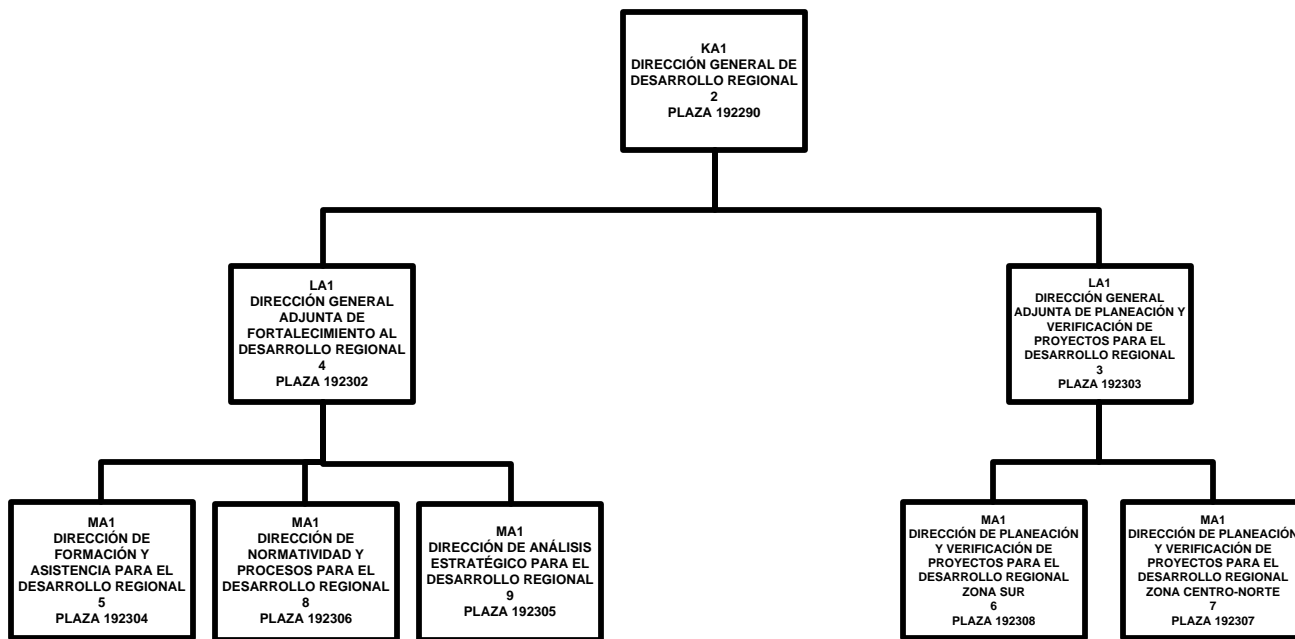 KA1
DIRECCIÓN GENERAL DE
DESARROLLO REGIONAL
2
PLAZA 192290
LA1
DIRECCIÓN GENERAL
ADJUNTA DE
FORTALECIMIENTO AL
DESARROLLO REGIONAL
4
PLAZA 192302
LA1
DIRECCIÓN GENERAL
ADJUNTA DE PLANEACIÓN Y
VERIFICACIÓN DE
PROYECTOS PARA EL
DESARROLLO REGIONAL
3
PLAZA 192303
MA1
DIRECCIÓN DE
FORMACIÓN Y
ASISTENCIA PARA EL
DESARROLLO REGIONAL
5
PLAZA 192304
MA1
DIRECCIÓN DE
NORMATIVIDAD Y
PROCESOS PARA EL
DESARROLLO REGIONAL
8
PLAZA 192306
MA1
DIRECCIÓN DE ANÁLISIS
ESTRATÉGICO PARA EL
DESARROLLO REGIONAL
9
PLAZA 192305
MA1
DIRECCIÓN DE PLANEACIÓN
Y VERIFICACIÓN DE
PROYECTOS PARA EL
DESARROLLO REGIONAL
ZONA SUR
6
PLAZA 192308
MA1
DIRECCIÓN DE PLANEACIÓN
Y VERIFICACIÓN DE
PROYECTOS PARA EL
DESARROLLO REGIONAL
ZONA CENTRO-NORTE
7
PLAZA 192307